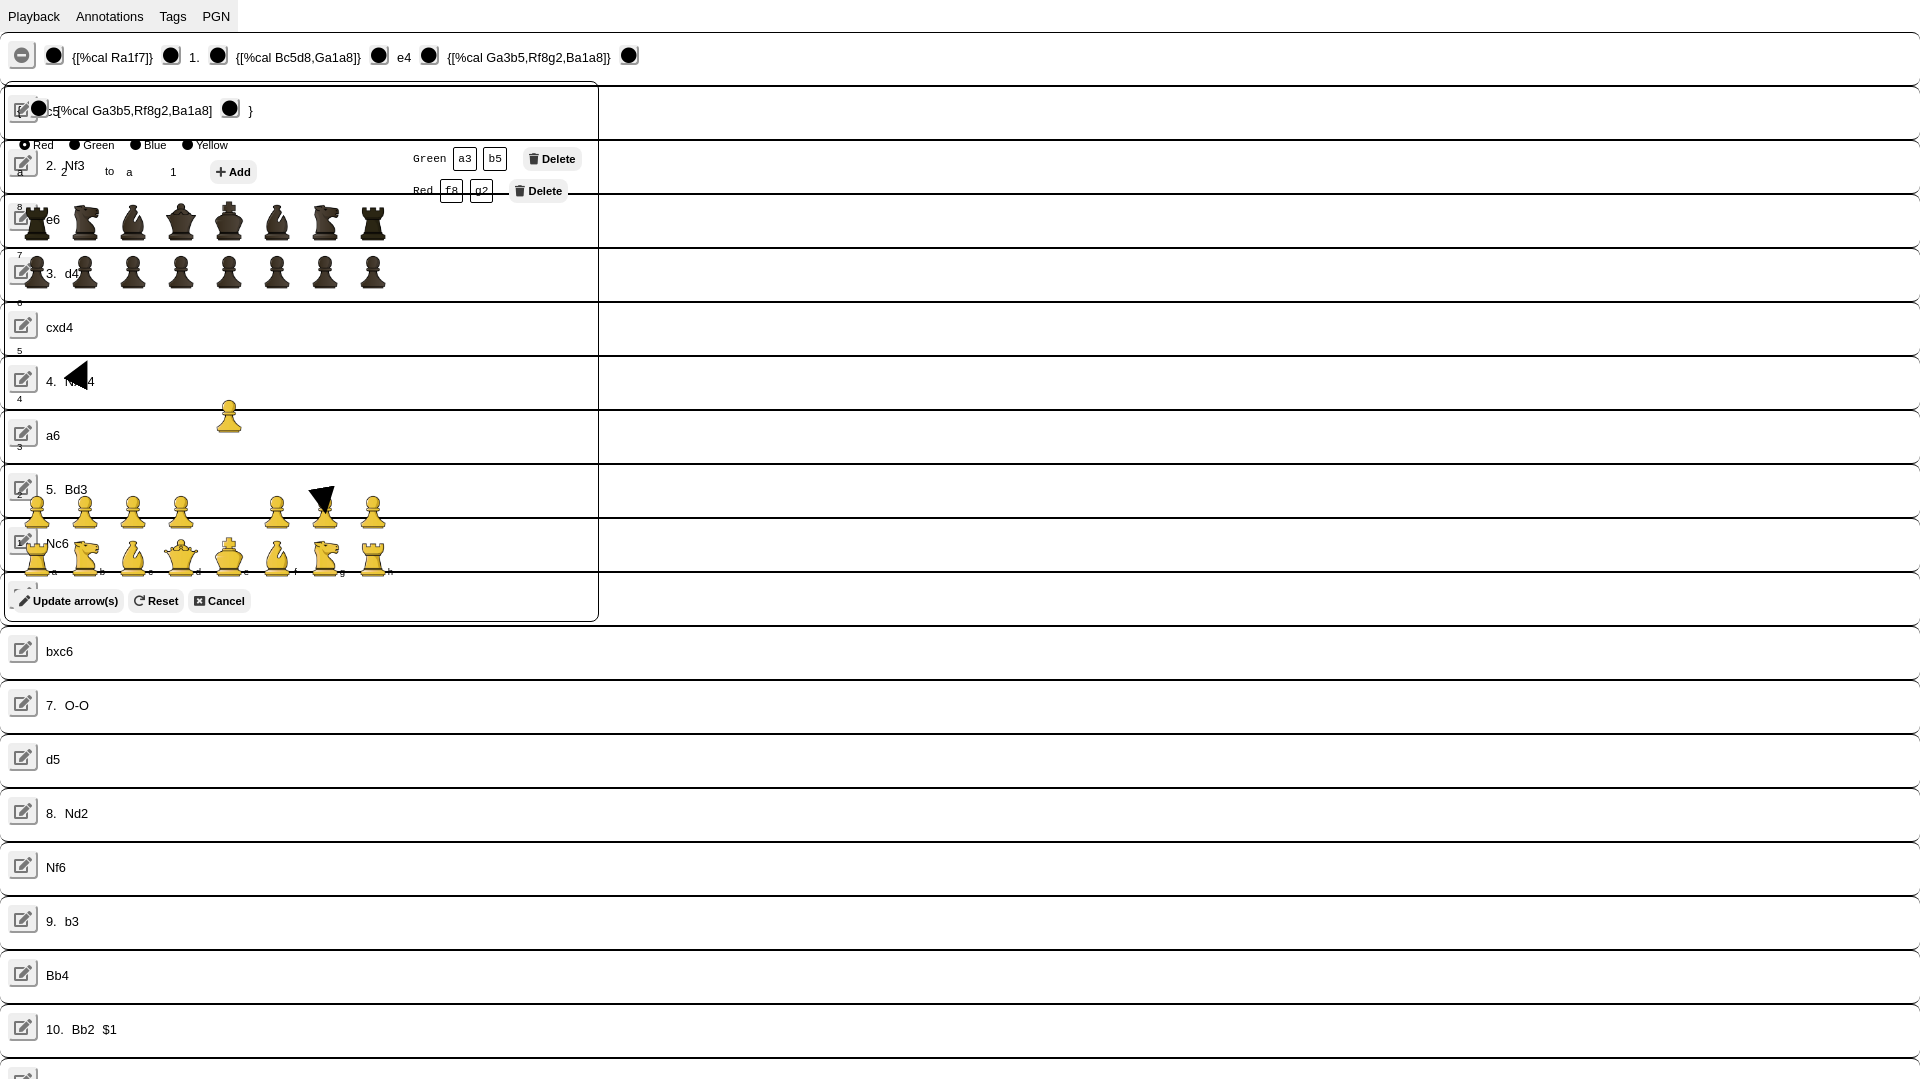 Playback Annotations Tags PGN
{[%cal Ra1f7]} 1. {[%cal Bc5d8,Ga1a8]} e4 {[%cal Ga3b5,Rf8g2,Ba1a8]}
c5
{ [%cal Ga3b5,Rf8g2,Ba1a8] }
Red Green Blue Yellow
2. Nf3
a 2 to a 1 Add
Green a3 b5 Delete
Red f8 g2 Delete
8
e6
7
3. d4
6
cxd4
5
4.
4
a6
3
5. Bd3
2
Nc6
1
a b c d e f g h
Update arrow(s) Reset Cancel
bxc6
7. O-O
d5
8. Nd2
Nf6
9. b3
Bb4
10. Bb2 $1